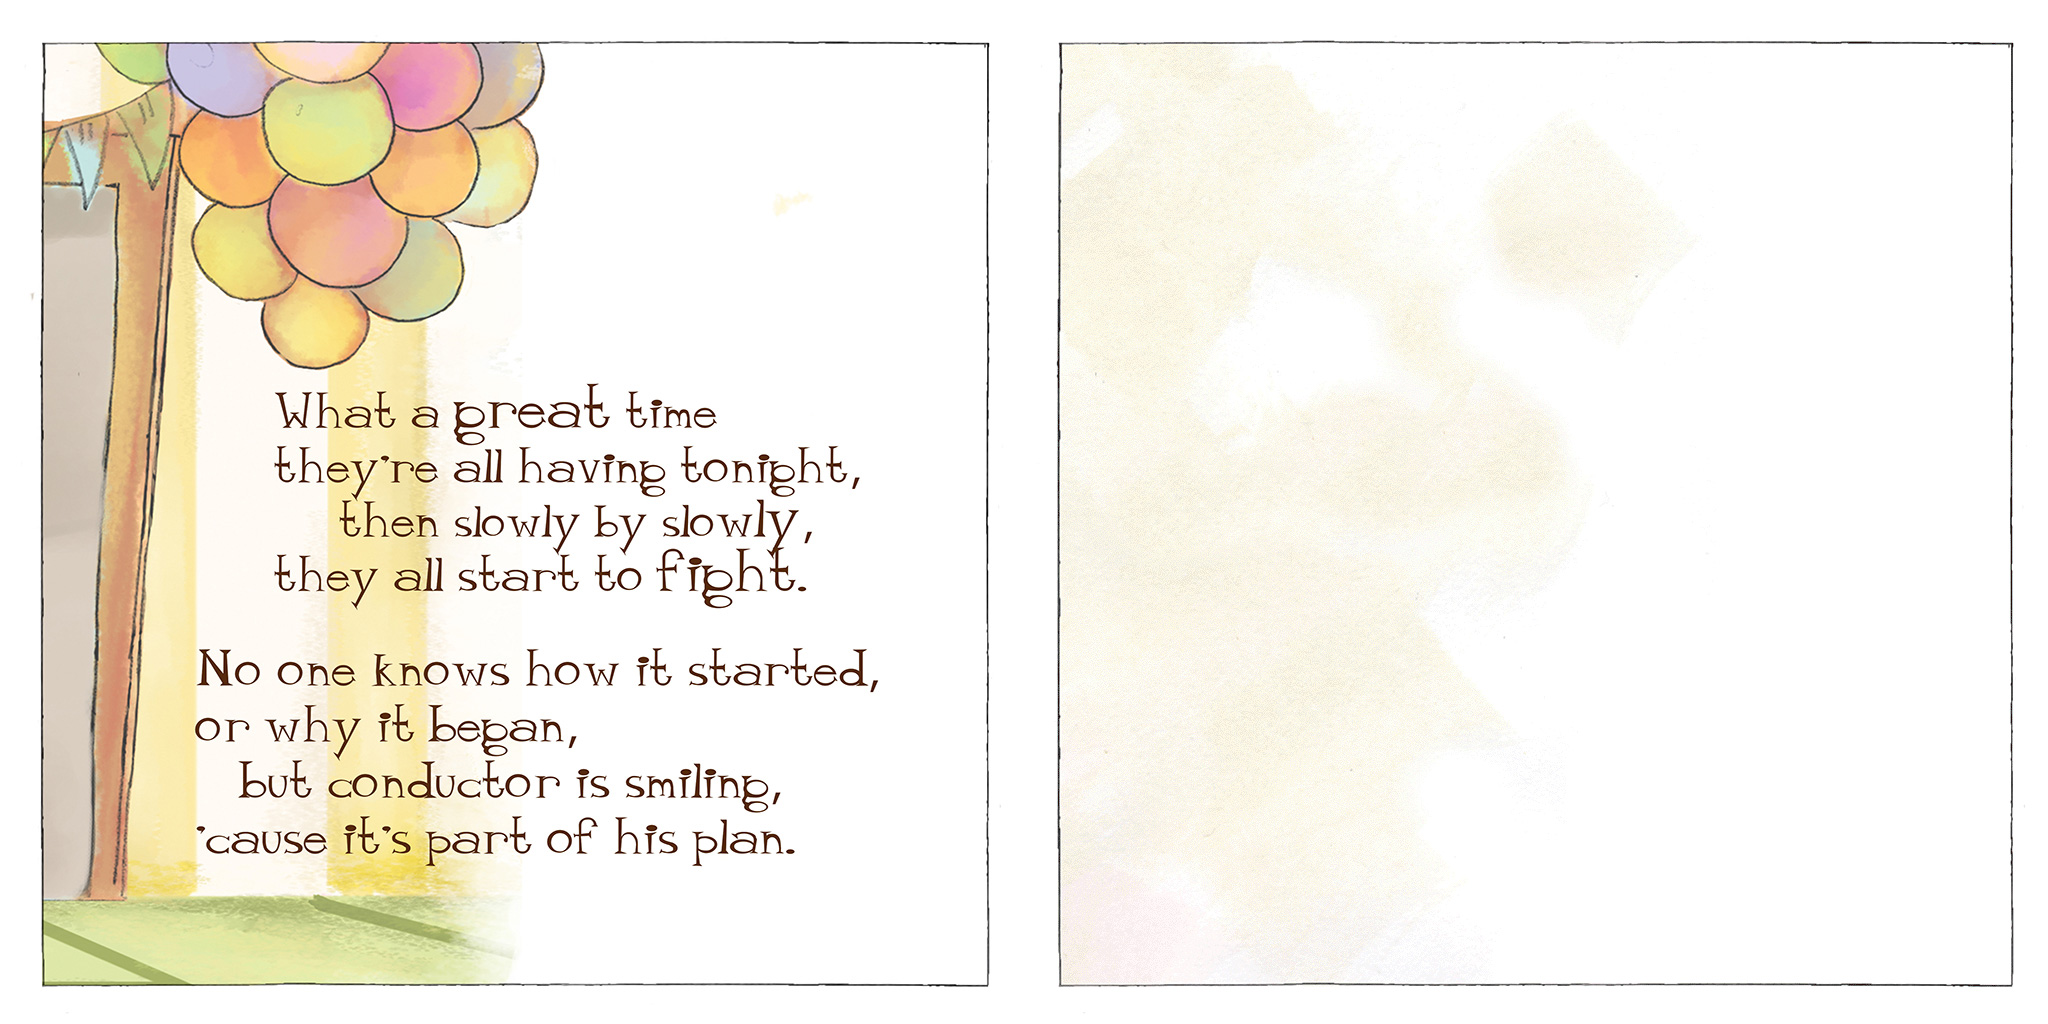 What a great time
they're all having tonight,
then slowly by slowly,
they all start to fight.
No one knows how it started,
or why it began,
but conductor is smiling,
'cause it's part of his plan.